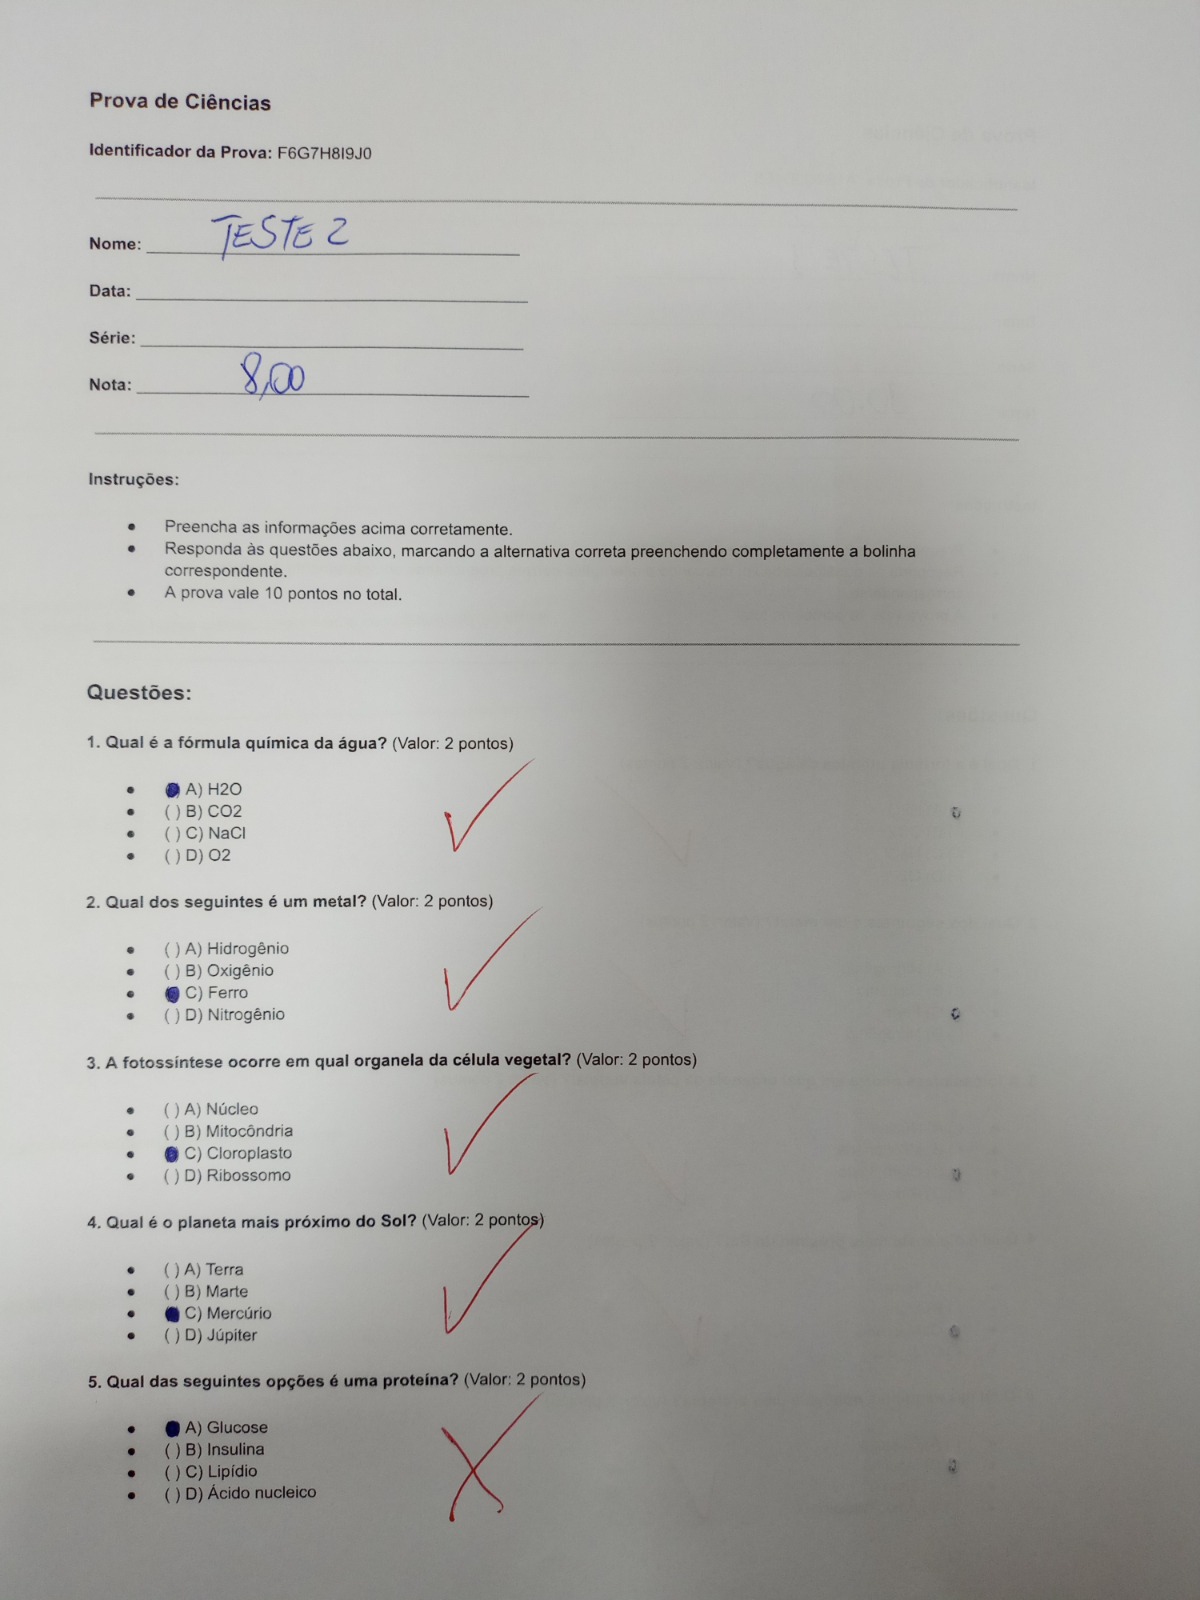 Prova de Ciências
Identificador da Prova: F6G7H8I9J0
Nome: TESTE 2
Data:
Série:
Nota: 8,00
Instruções:
• Preencha as informações acima corretamente.
• Responda às questões abaixo, marcando a alternativa correta preenchendo completamente a bolinha
correspondente.
• A prova vale 10 pontos no total.
Questões:
1. Qual é a fórmula química da água? (Valor: 2 pontos)
• A) H2O
• ( ) B) CO2
• ( ) C) NaCl
• ( ) D) O2
2. Qual dos seguintes é um metal? (Valor: 2 pontos)
• ( ) A) Hidrogênio
• ( ) B) Oxigênio
• C) Ferro
• ( ) D) Nitrogênio
3. A fotossíntese ocorre em qual organela da célula vegetal? (Valor: 2 pontos)
• ( ) A) Núcleo
• ( ) B) Mitocôndria
• C) Cloroplasto
• ( ) D) Ribossomo
4. Qual é o planeta mais próximo do Sol? (Valor: 2 pontos)
• ( ) A) Terra
• ( ) B) Marte
• C) Mercúrio
• ( ) D) Júpiter
5. Qual das seguintes opções é uma proteína? (Valor: 2 pontos)
• A) Glucose
• ( ) B) Insulina
• ( ) C) Lipídio
• ( ) D) Ácido nucleico